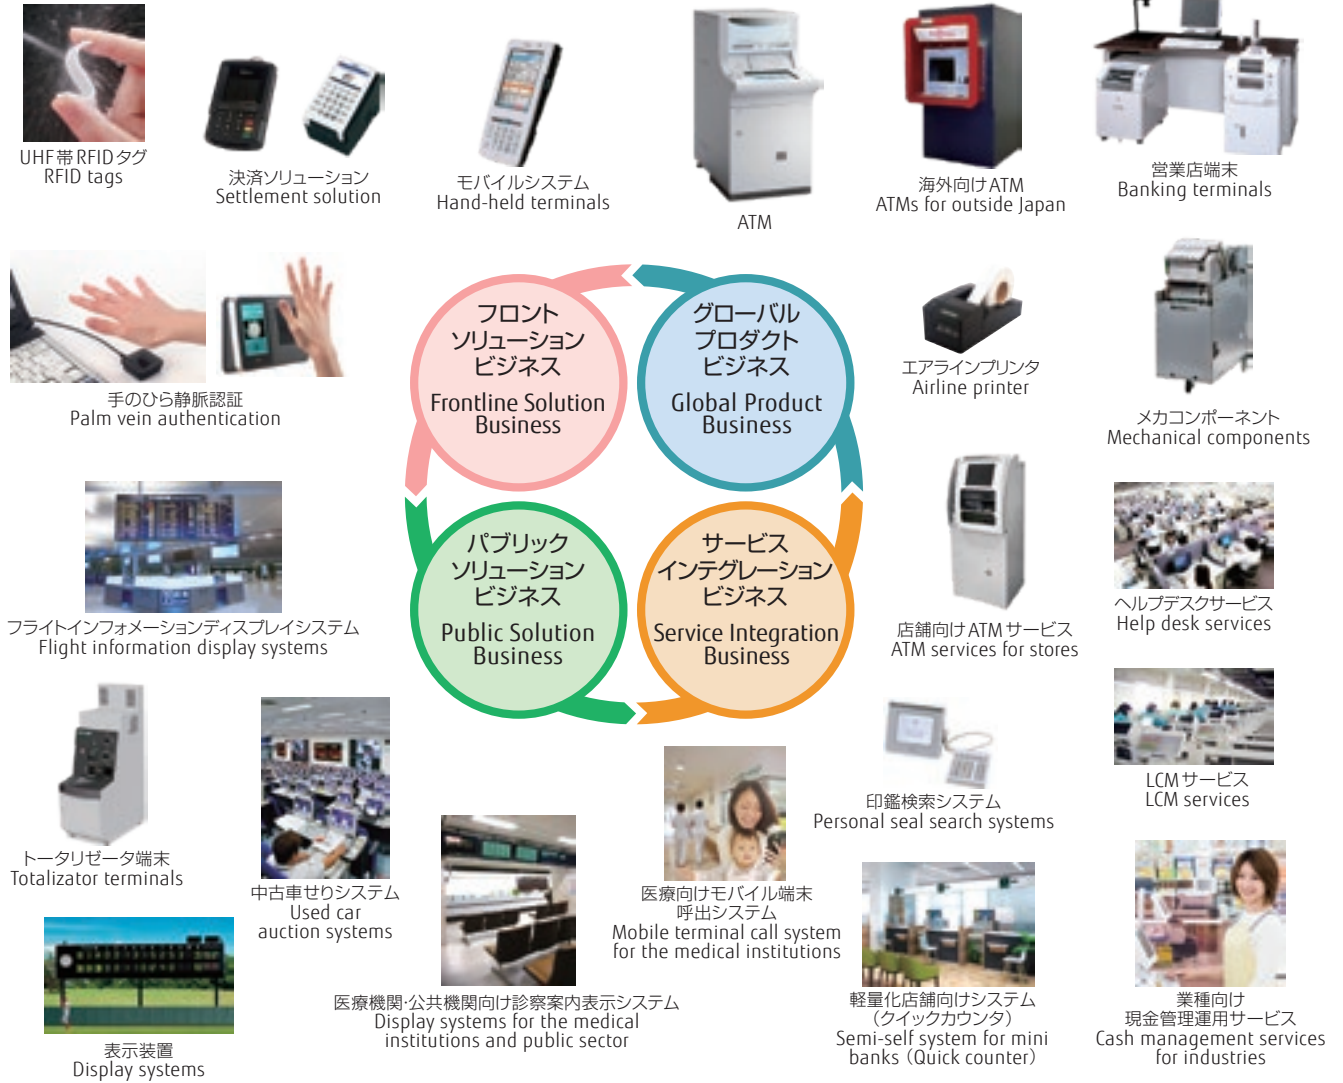 UHF帯RFIDタグ
RFID tags
決済ソリューション
Settlement solution
モバイルシステム
Hand-held terminals
ATM
海外向けATM
ATMs for outside Japan
営業店端末
Banking terminals
手のひら静脈認証
Palm vein authentication
フロント
ソリューション
ビジネス
Frontline Solution
Business
グローバル
プロダクト
ビジネス
Global Product
Business
エアラインプリンタ
Airline printer
メカコンポーネント
Mechanical components
フライトインフォメーションディスプレイシステム
Flight information display systems
パブリック
ソリューション
ビジネス
Public Solution
Business
サービス
インテグレーション
ビジネス
Service Integration
Business
店舗向けATMサービス
ATM services for stores
ヘルプデスクサービス
Help desk services
トータリゼータ端末
Totalizator terminals
中古車せりシステム
Used car
auction systems
医療機関・公共機関向け診察案内表示システム
Display systems for the medical
institutions and public sector
医療向けモバイル端末
呼出システム
Mobile terminal call system
for the medical institutions
印鑑検索システム
Personal seal search systems
LCMサービス
LCM services
表示装置
Display systems
軽量化店舗向けシステム
（クイックカウンタ）
Semi-self system for mini
banks（Quick counter）
業種向け
現金管理運用サービス
Cash management services
for industries